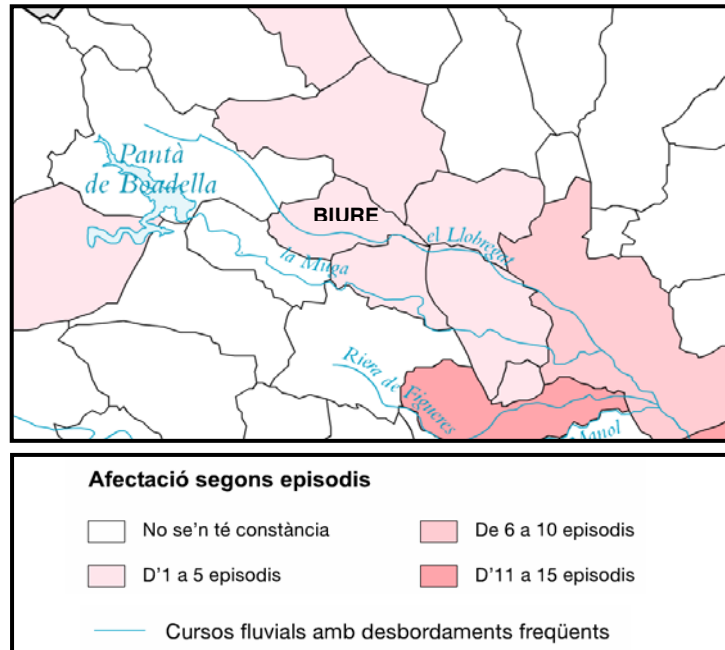 Pantà
de Boadella
BIURE
el Llobregat
la Muga
Riera de Figueres
Manol
Afectació segons episodis
No se'n té constància
De 6 a 10 episodis
D'1 a 5 episodis
D'11 a 15 episodis
Cursos fluvials amb desbordaments freqüents